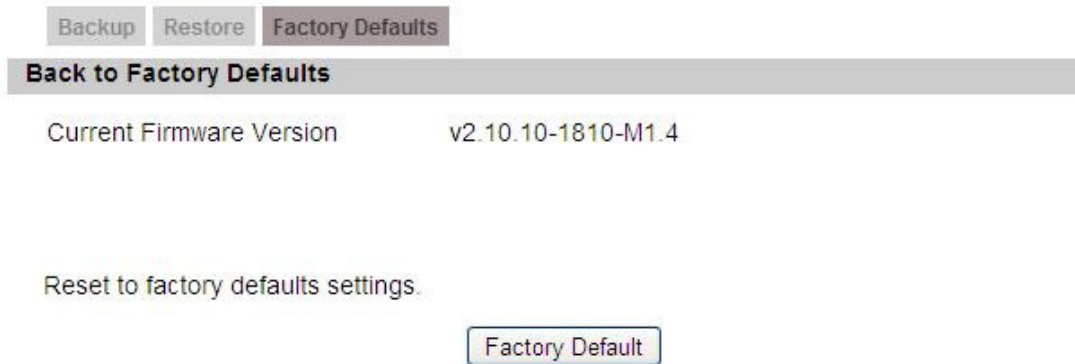 Backup Restore Factory Defaults
Back to Factory Defaults
Current Firmware Version v2.10.10-1810-M1.4
Reset to factory defaults settings.
Factory Default